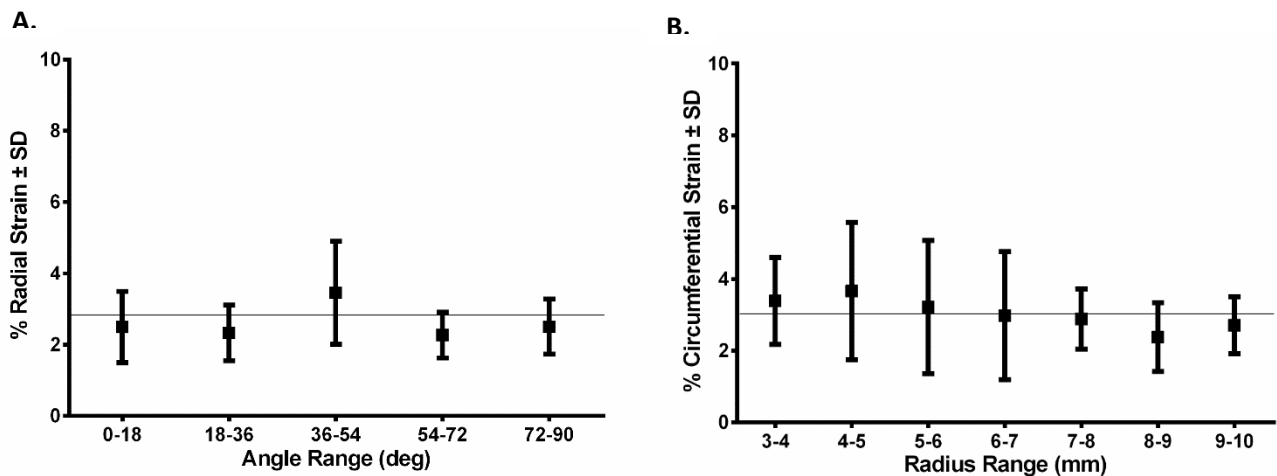 A.
% Radial Strain ± SD
10
8
6
4
2
0
0-18 18-36 36-54 54-72 72-90
Angle Range (deg)
B.
% Circumferential Strain ± SD
10
8
6
4
2
0
3-4 4-5 5-6 6-7 7-8 8-9 9-10
Radius Range (mm)